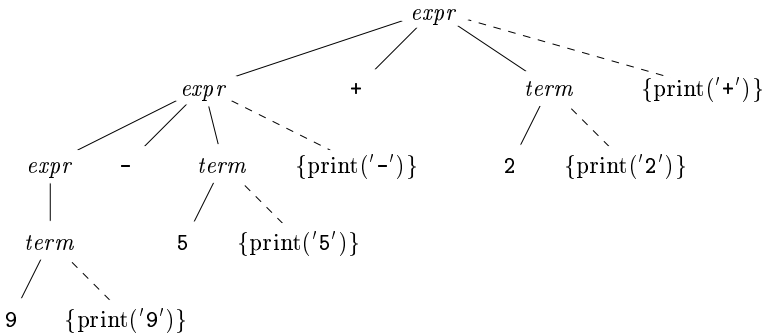 expr
expr + term {print('+')}
expr - term {print('-')} 2 {print('2')}
term 5 {print('5')}
9 {print('9')}